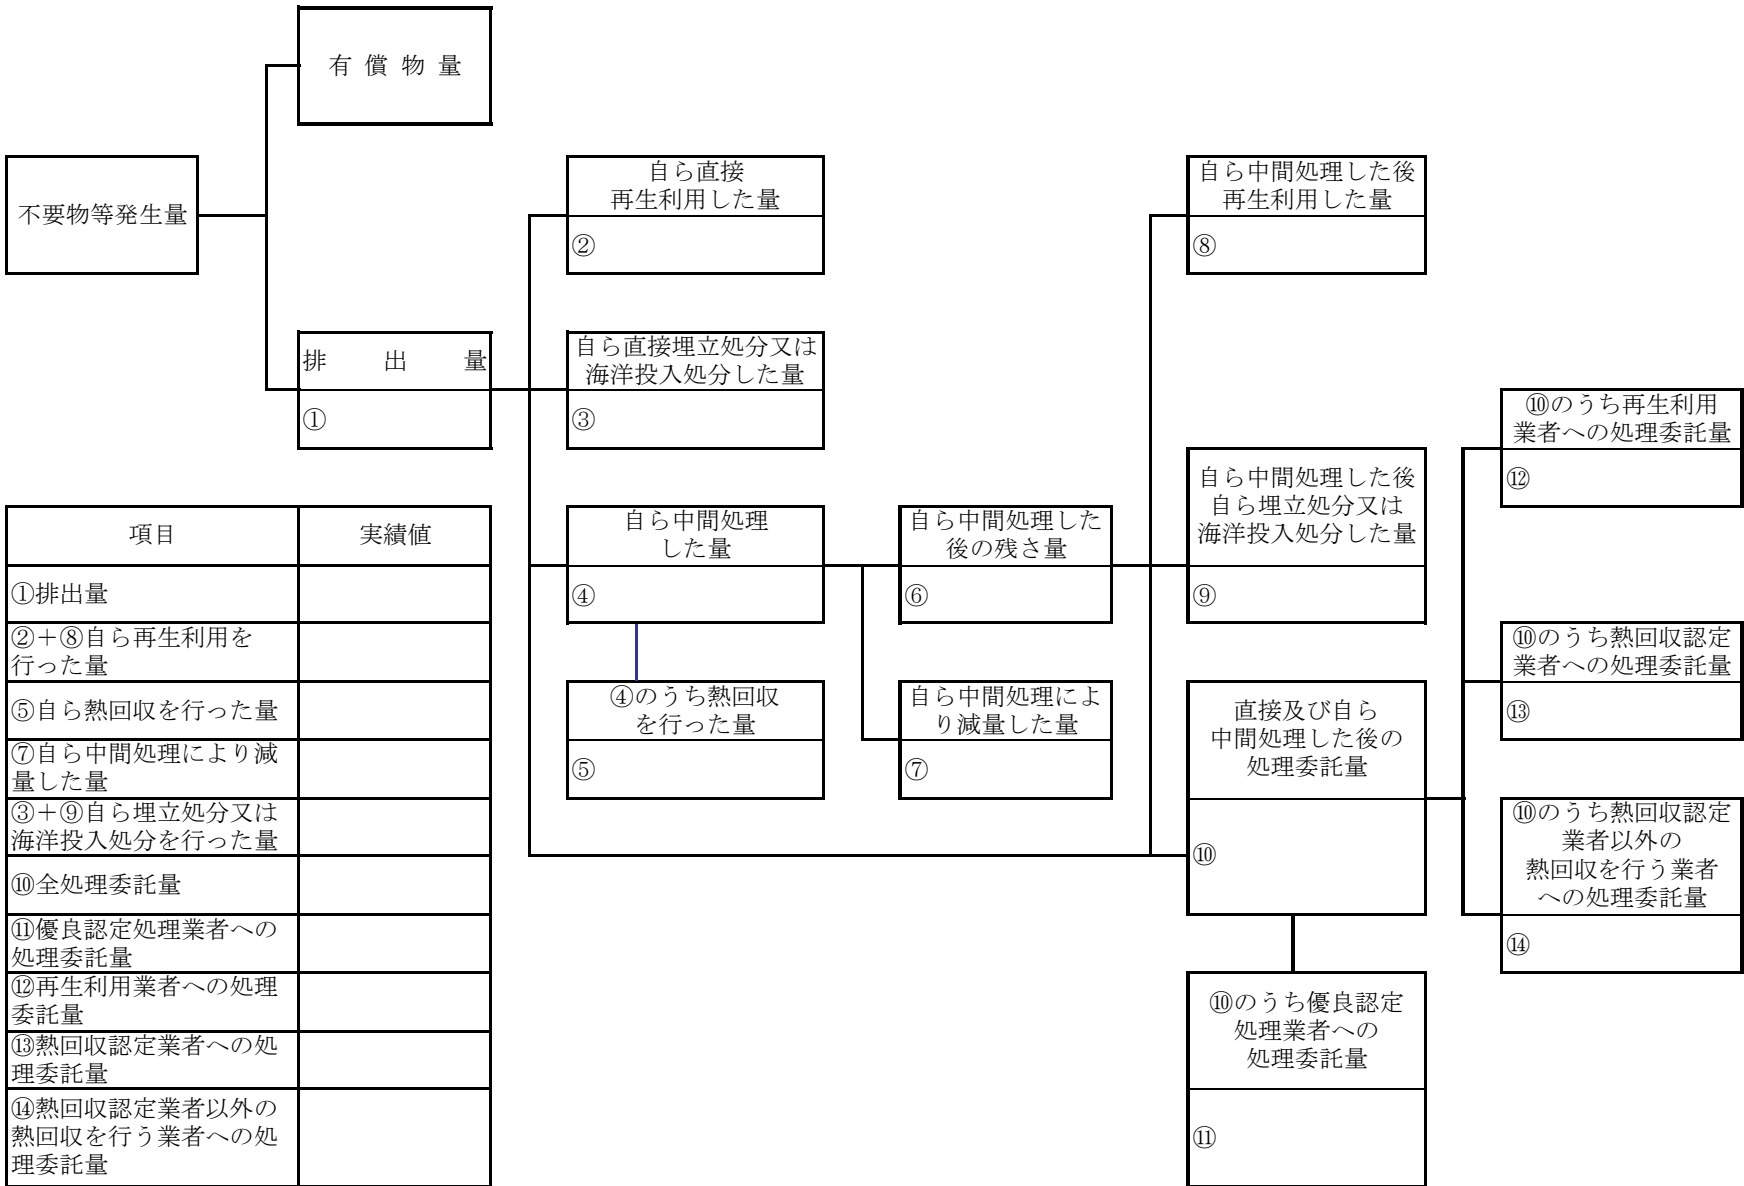 有 償 物 量
不要物等発生量
自ら直接
再生利用した量
②
自ら中間処理した後
再生利用した量
⑧
排 出 量
①
自ら直接埋立処分又は
海洋投入処分した量
③
⑩のうち再生利用
業者への処理委託量
⑫
自ら中間処理
した量
④
自ら中間処理した
後の残さ量
⑥
自ら中間処理した後
自ら埋立処分又は
海洋投入処分した量
⑨
④のうち熱回収
を行った量
⑤
自ら中間処理によ
り減量した量
⑦
直接及び自ら
中間処理した後の
処理委託量
⑩
⑩のうち熱回収認定
業者への処理委託量
⑬
⑩のうち熱回収認定
業者以外の
熱回収を行う業者
への処理委託量
⑭
⑩のうち優良認定
処理業者への
処理委託量
⑪
項目 実績値
①排出量
②+⑧自ら再生利用を
行った量
⑤自ら熱回収を行った量
⑦自ら中間処理により減
量した量
③+⑨自ら埋立処分又は
海洋投入処分を行った量
⑩全処理委託量
⑪優良認定処理業者への
処理委託量
⑫再生利用業者への処理
委託量
⑬熱回収認定業者への処
理委託量
⑭熱回収認定業者以外の
熱回収を行う業者への処
理委託量